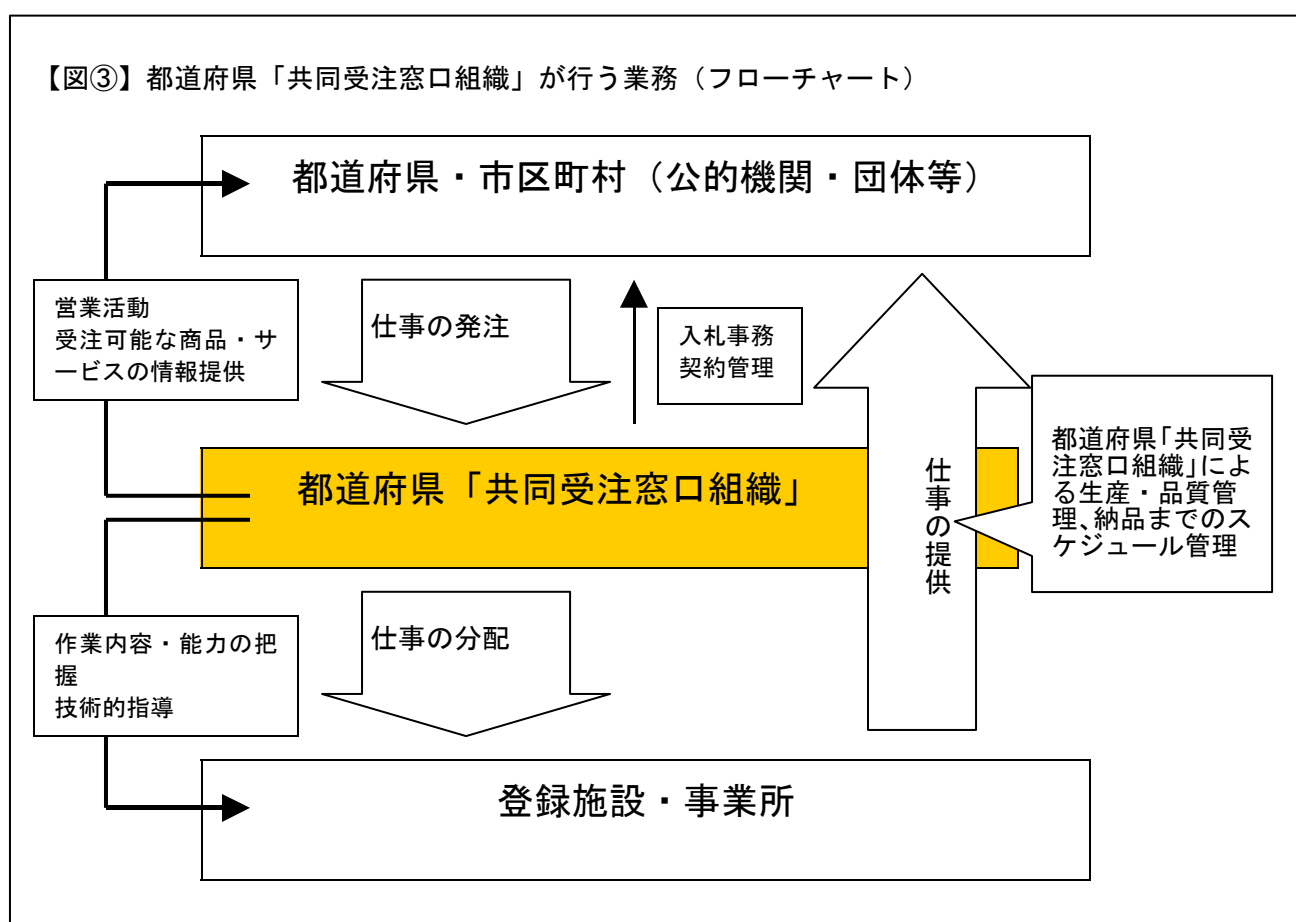 【図③】都道府県「共同受注窓口組織」が行う業務（フローチャート）
都道府県・市区町村（公的機関・団体等）
営業活動
受注可能な商品・サ
ービスの情報提供
仕事の発注
入札事務
契約管理
都道府県「共同受注窓口組織」
仕事の提供
都道府県「共同受
注窓口組織」によ
る生産・品質管
理、納品までのス
ケジュール管理
作業内容・能力の把
握
技術的指導
仕事の分配
登録施設・事業所